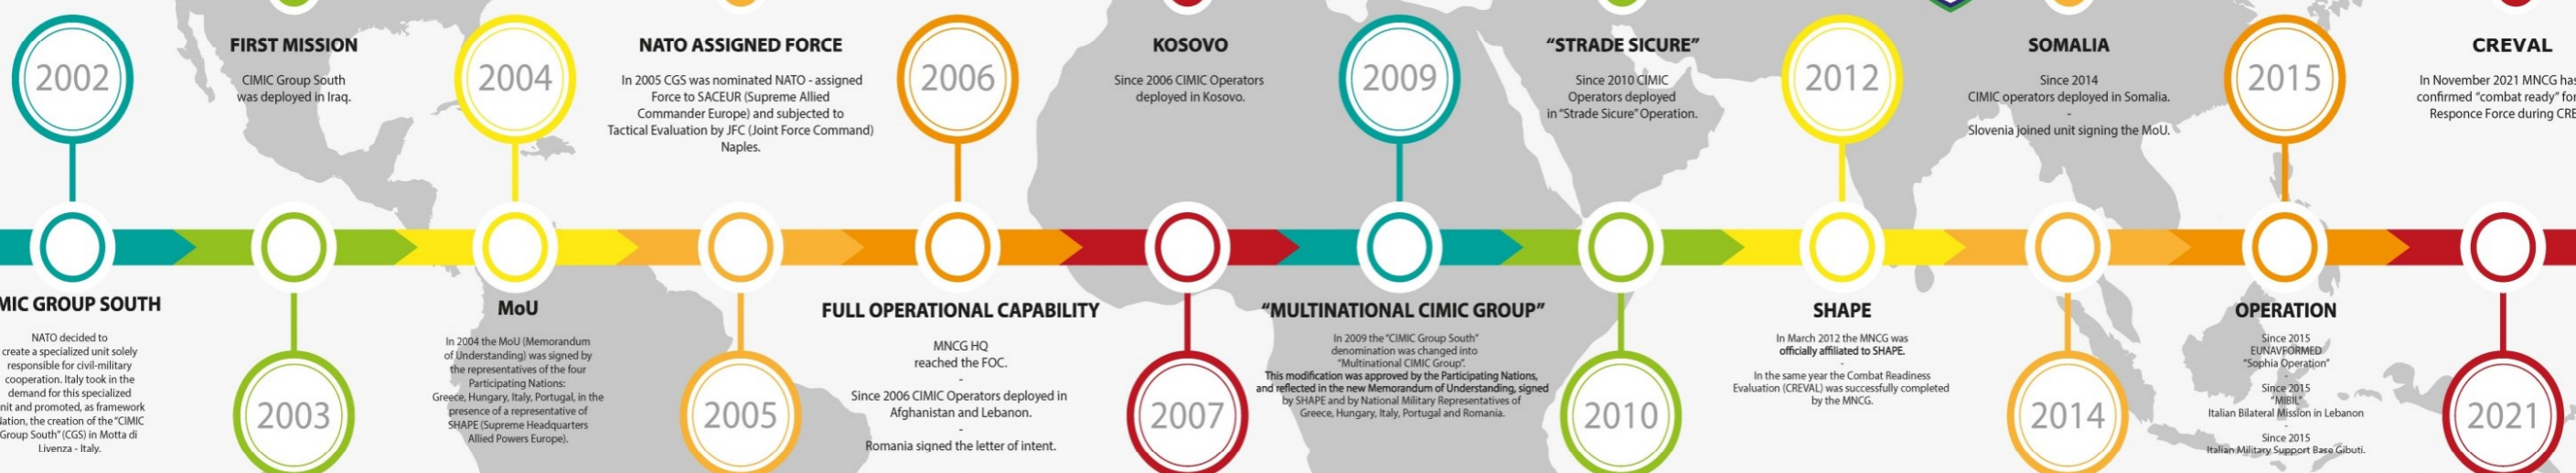 2002
MIC GROUP SOUTH
NATO decided to
create a specialized unit solely
responsible for civil-military
cooperation. Italy took in the
demand for this specialized
nit and promoted, as framework
ation, the creation of the "CIMIC
Group South" (CGS) in Motta di
Livenza - Italy.
FIRST MISSION
CIMIC Group South
was deployed in Iraq.
2003
2004
MoU
In 2004 the MoU (Memorandum
of Understanding) was signed by
the representatives of the four
Participating Nations:
Greece, Hungary, Italy, Portugal, in the
presence of a representative of
SHAPE (Supreme Headquarters
Allied Powers Europe).
NATO ASSIGNED FORCE
In 2005 CGS was nominated NATO - assigned
Force to SACEUR (Supreme Allied
Commander Europe) and subjected to
Tactical Evaluation by JFC (Joint Force Command)
Naples.
2005
2006
FULL OPERATIONAL CAPABILITY
MNCG HQ
reached the FOC.
-
Since 2006 CIMIC Operators deployed in
Afghanistan and Lebanon.
-
Romania signed the letter of intent.
KOSOVO
Since 2006 CIMIC Operators
deployed in Kosovo.
2007
2009
"MULTINATIONAL CIMIC GROUP"
In 2009 the "CIMIC Group South"
denomination was changed into
"Multinational CIMIC Group".
This modification was approved by the Participating Nations,
and reflected in the new Memorandum of Understanding, signed
by SHAPE and by National Military Representatives of
Greece, Hungary, Italy, Portugal and Romania.
"STRADE SICURE"
Since 2010 CIMIC
Operators deployed
in "Strade Sicure" Operation.
2010
2012
SHAPE
In March 2012 the MNCG was
officially affiliated to SHAPE.
-
In the same year the Combat Readiness
Evaluation (CREVAL) was successfully completed
by the MNCG.
SOMALIA
Since 2014
CIMIC operators deployed in Somalia.
-
Slovenia joined unit signing the MoU.
2014
2015
OPERATION
Since 2015
EUNAVFORMED
"Sophia Operation"
-
Since 2015
"MIBIL"
Italian Bilateral Mission in Lebanon
-
Since 2015
Italian Military Support Base Gibuti.
CREVAL
In November 2021 MNCG has
confirmed "combat ready" for
Responce Force during CRE
2021